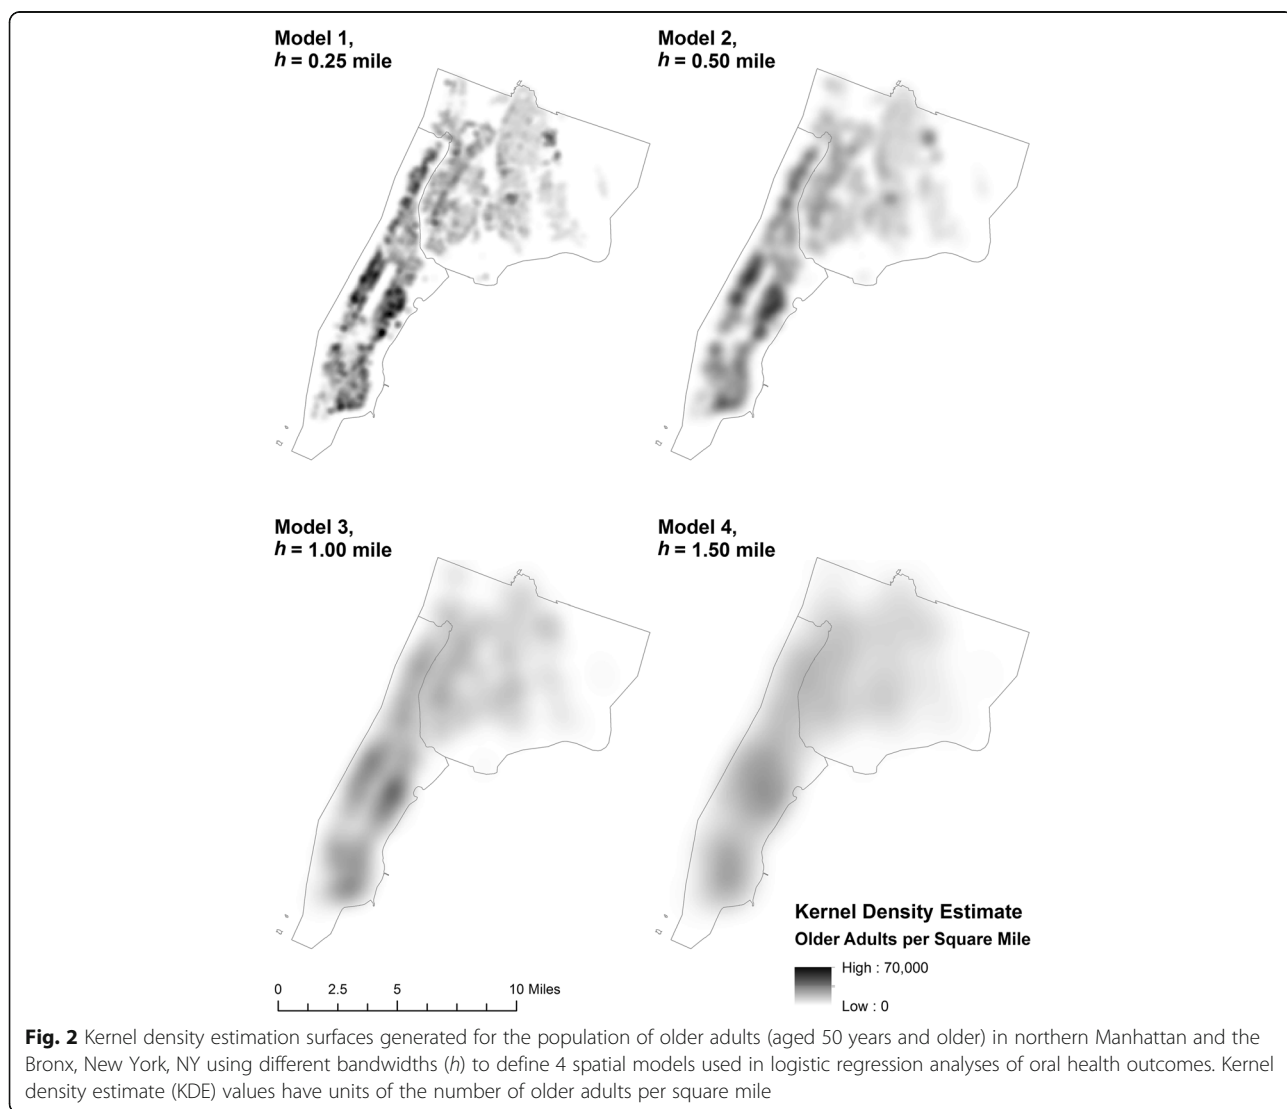 Model 1,
h = 0.25 mile
Model 2,
h = 0.50 mile
Model 3,
h = 1.00 mile
Model 4,
h = 1.50 mile
Kernel Density Estimate
Older Adults per Square Mile
High : 70,000
Low : 0
0 2.5 5 10 Miles
Fig. 2 Kernel density estimation surfaces generated for the population of older adults (aged 50 years and older) in northern Manhattan and the
Bronx, New York, NY using different bandwidths (h) to define 4 spatial models used in logistic regression analyses of oral health outcomes. Kernel
density estimate (KDE) values have units of the number of older adults per square mile